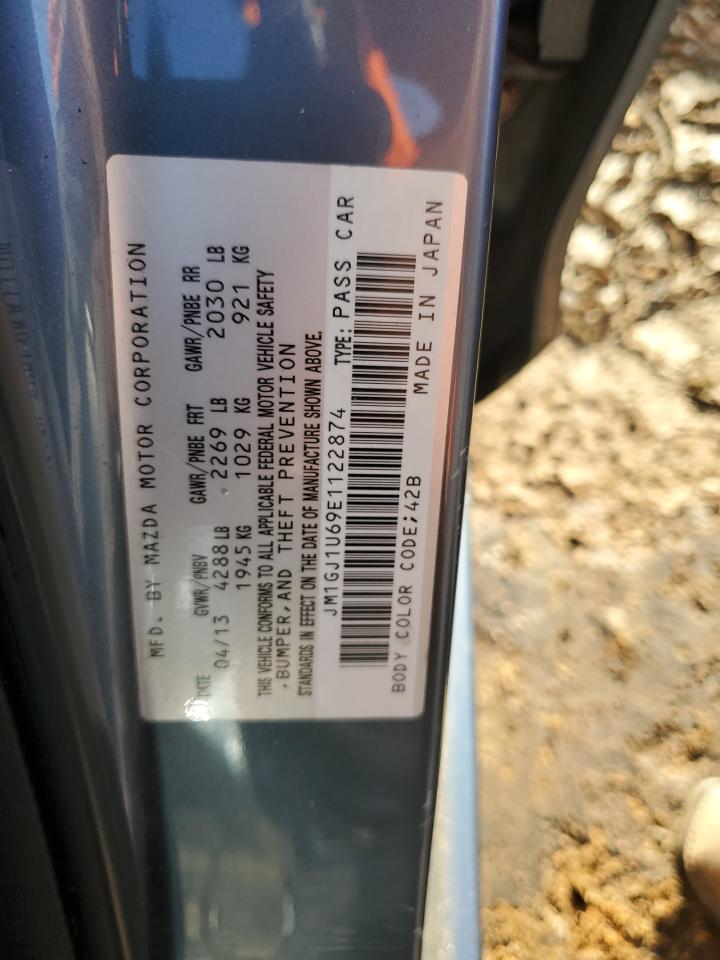 MFD. BY MAZDA MOTOR CORPORATION
DATE GVWR/PNBV GAWR/PNBE FRT GAWR/PNBE RR
04/13 4288 LB 2269 LB 2030 LB
1945 KG 1029 KG 921 KG
THIS VEHICLE CONFORMS TO ALL APPLICABLE FEDERAL MOTOR VEHICLE SAFETY
,BUMPER,AND THEFT PREVENTION
STANDARDS IN EFFECT ON THE DATE OF MANUFACTURE SHOWN ABOVE.
JM1GJ1U69E1122874 TYPE: PASS CAR
BODY COLOR CODE;42B MADE IN JAPAN